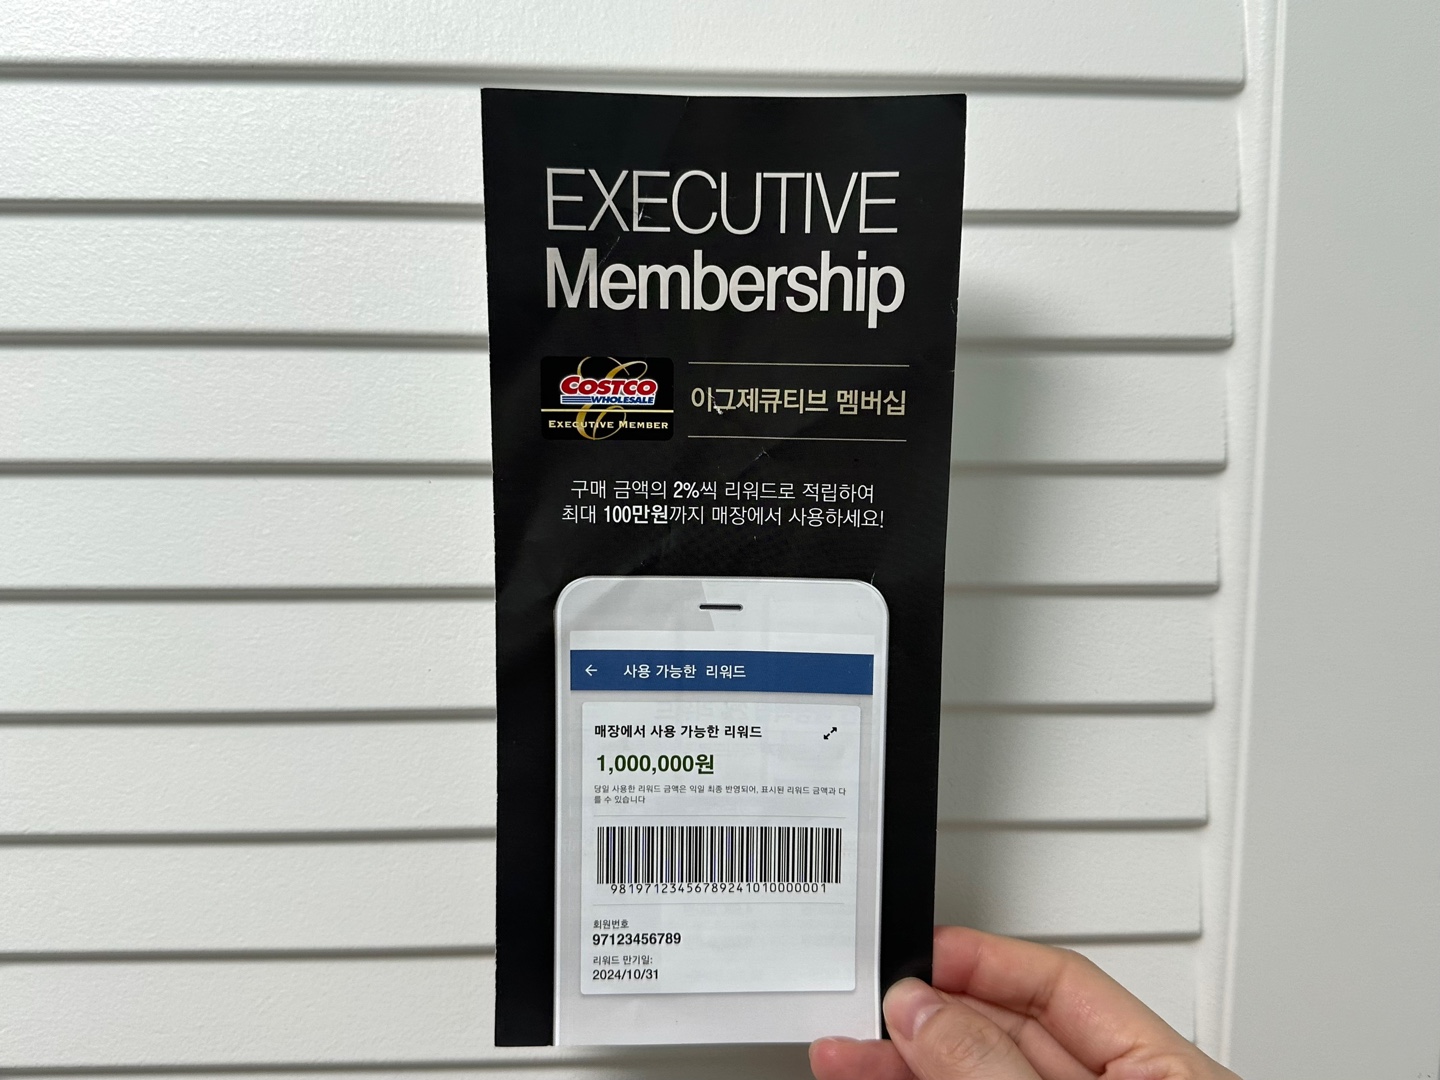 EXECUTIVE
Membership
COSTCO
WHOLESALE
EXECUTIVE MEMBER
이그제큐티브 멤버십
구매 금액의 2%씩 리워드로 적립하여
최대 100만원까지 매장에서 사용하세요!
← 사용 가능한 리워드
매장에서 사용 가능한 리워드
1,000,000원
당일 사용한 리워드 금액은 익일 최종 반영되어, 표시된 리워드 금액과 다
를 수 있습니다
98197123456789241010000001
회원번호
97123456789
리워드 만기일:
2024/10/31